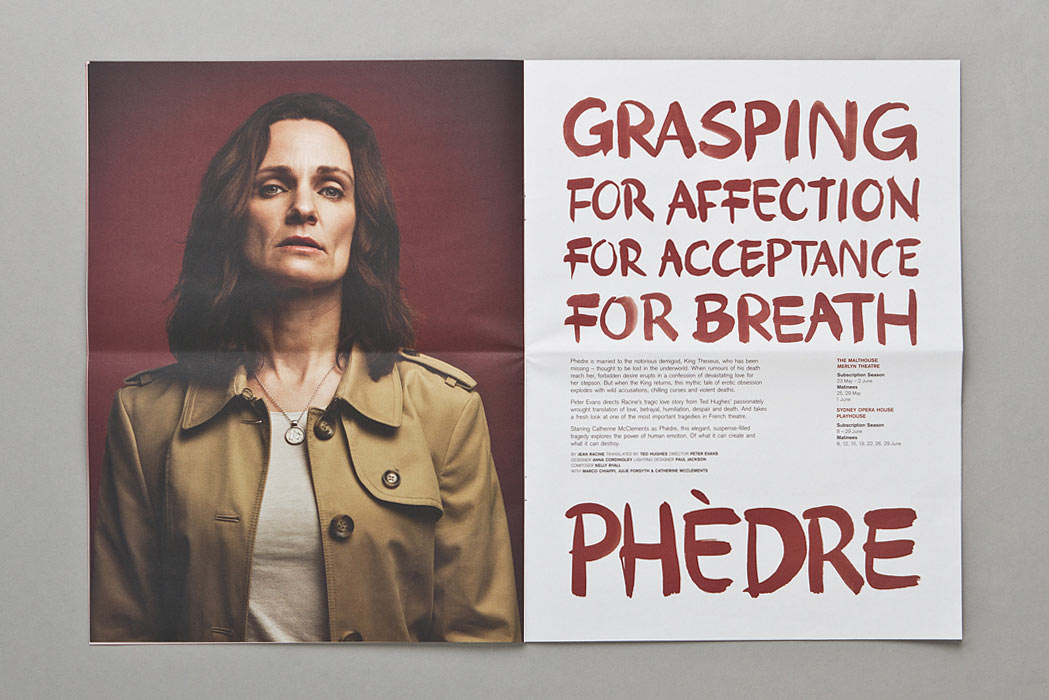 GRASPING
FOR AFFECTION
FOR ACCEPTANCE
FOR BREATH
Phèdre is married to the notorious demigod, King Theseus, who has been
missing – thought to be lost in the underworld. When rumours of his death
reach her, forbidden desire erupts in a confession of devastating love for
her stepson. But when the King returns, this mythic tale of erotic obsession
explodes with wild accusations, chilling curses and violent deaths.
Peter Evans directs Racine's tragic love story from Ted Hughes' passionately
wrought translation of love, betrayal, humiliation, despair and death. And takes
a fresh look at one of the most important tragedies in French theatre.
Starring Catherine McClements as Phèdre, this elegant, suspense-filled
tragedy explores the power of human emotion. Of what it can create and
what it can destroy.
BY JEAN RACINE TRANSLATED BY TED HUGHES DIRECTOR PETER EVANS
DESIGNER ANNA CORDINGLEY LIGHTING DESIGNER PAUL JACKSON
COMPOSER KELLY RYALL
WITH MARCO CHIAPPI, JULIE FORSYTH & CATHERINE MCCLEMENTS
THE MALTHOUSE
MERLYN THEATRE
Subscription Season
23 May – 2 June
Matinees
25, 29 May
1 June
SYDNEY OPERA HOUSE
PLAYHOUSE
Subscription Season
8 – 29 June
Matinees
8, 12, 15, 19, 22, 26, 29 June
PHÈDRE